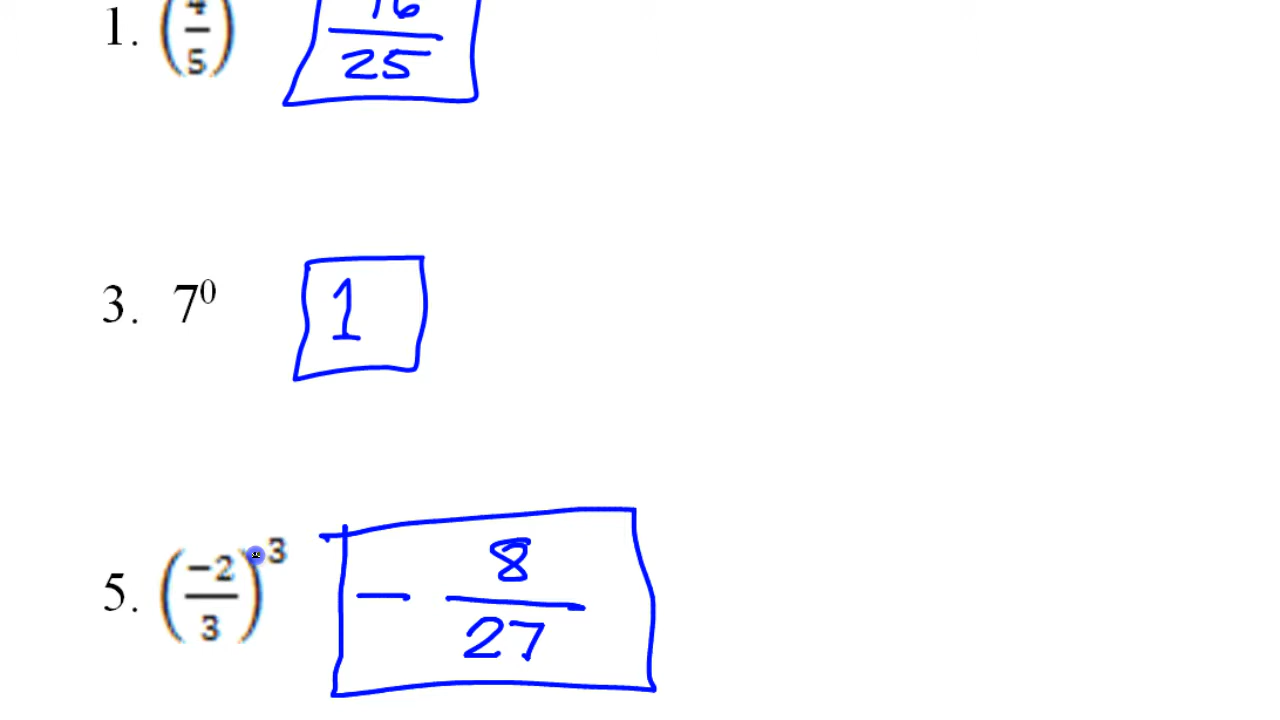 1. (4/5) 16/25
3. 7⁰ 1
5. (-2/3)³ - 8/27